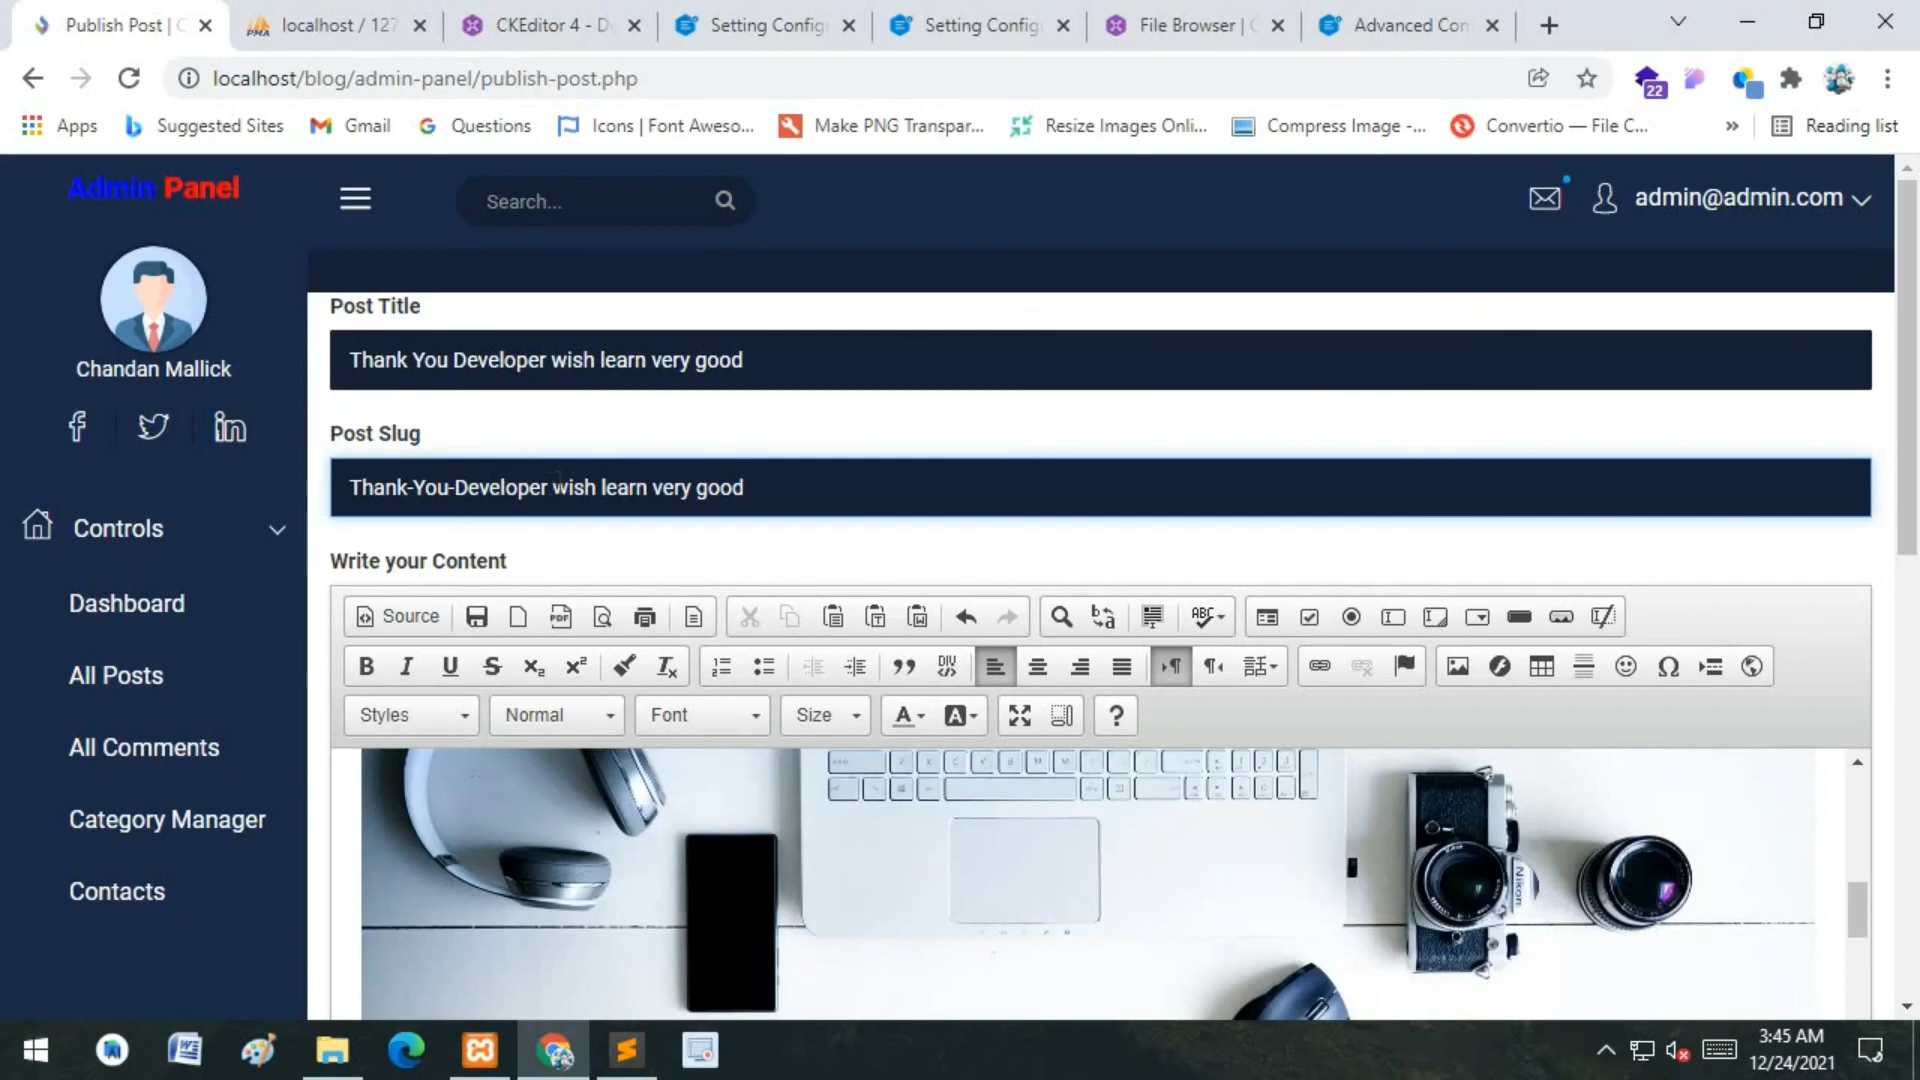 Publish Post | C
localhost / 127
CKEditor 4 - D
Setting Config
Setting Config
File Browser | C
Advanced Con
localhost/blog/admin-panel/publish-post.php
22
Apps
Suggested Sites
Gmail
Questions
Icons | Font Aweso...
Make PNG Transpar...
Resize Images Onli...
Compress Image -...
Convertio — File C...
Reading list
Admin Panel
Search...
admin@admin.com
Chandan Mallick
Controls
Dashboard
All Posts
All Comments
Category Manager
Contacts
Post Title
Thank You Developer wish learn very good
Post Slug
Thank-You-Developer wish learn very good
Write your Content
Source
Styles
Normal
Font
Size
Nikon
3:45 AM
12/24/2021